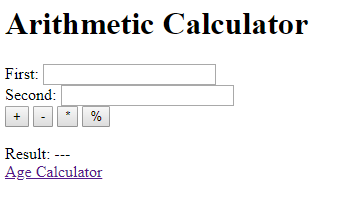 Arithmetic Calculator
First:
Second:
+ - * %
Result: ---
Age Calculator